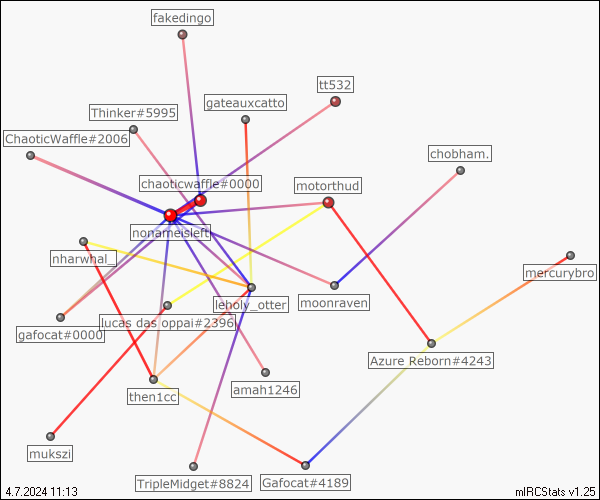 fakedingo
tt532
gateauxcatto
Thinker#5995
ChaoticWaffle#2006
chobham.
chaoticwaffle#0000
motorthud
nonameisleft
nharwhal_
mercurybro
leholy_otter
moonraven
lucas das oppai#2396
gafocat#0000
Azure Reborn#4243
amah1246
then1cc
mukszi
TripleMidget#8824
Gafocat#4189
4.7.2024 11:13
mIRCStats v1.25